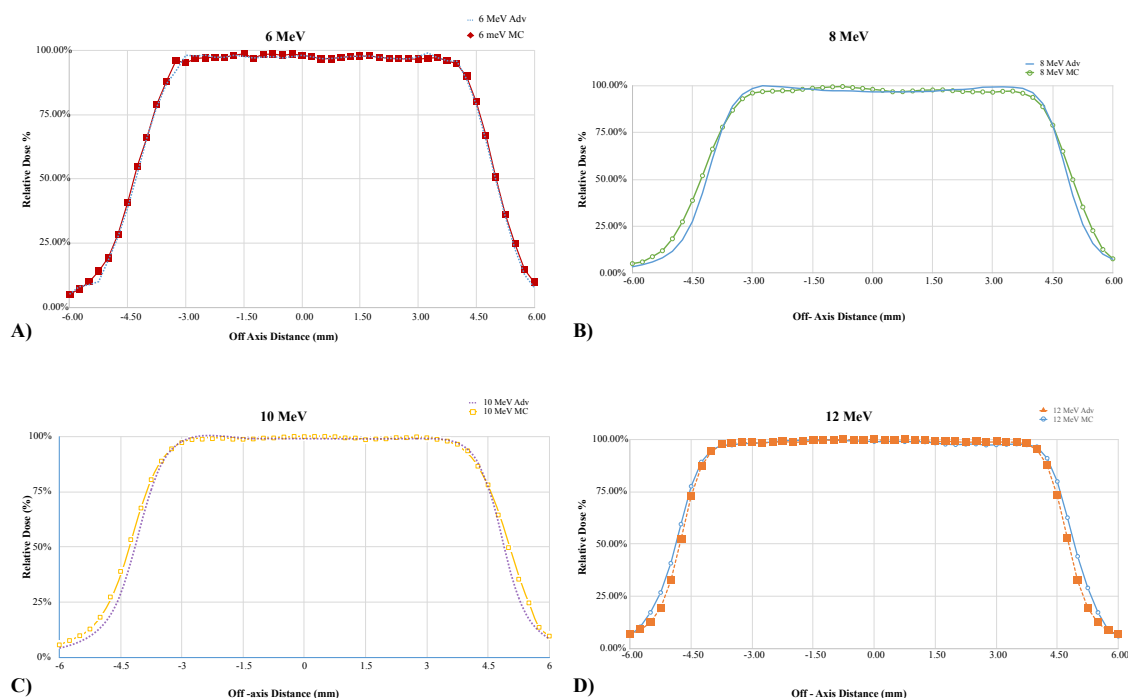 6 MeV
6 MeV Adv
6 meV MC
Relative Dose %
100.00%
75.00%
50.00%
25.00%
0.00%
-6.00 -4.50 -3.00 -1.50 0.00 1.50 3.00 4.50 6.00
Off Axis Distance (mm)
A)
8 MeV
8 MeV Adv
8 MeV MC
Relative Dose %
100.00%
75.00%
50.00%
25.00%
0.00%
-6.00 -4.50 -3.00 -1.50 0.00 1.50 3.00 4.50 6.00
Off- Axis Distance (mm)
B)
10 MeV
10 MeV Adv
10 MeV MC
Relative Dose (%)
100%
75%
50%
25%
0%
-6 -4.5 -3 -1.5 0 1.5 3 4.5 6
Off -axis Distance (mm)
C)
12 MeV
12 MeV Adv
12 MeV MC
Relative Dose %
100.00%
75.00%
50.00%
25.00%
0.00%
-6.00 -4.50 -3.00 -1.50 0.00 1.50 3.00 4.50 6.00
Off - Axis Distance (mm)
D)